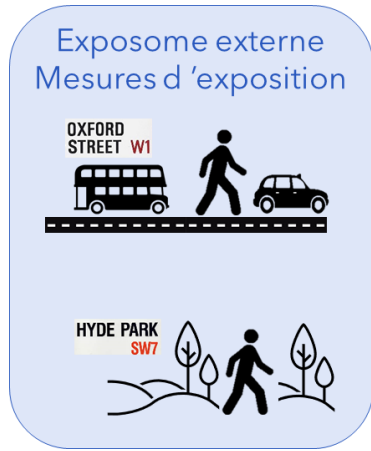 Exposome externe
Mesures d 'exposition
OXFORD
STREET W1
HYDE PARK
SW7